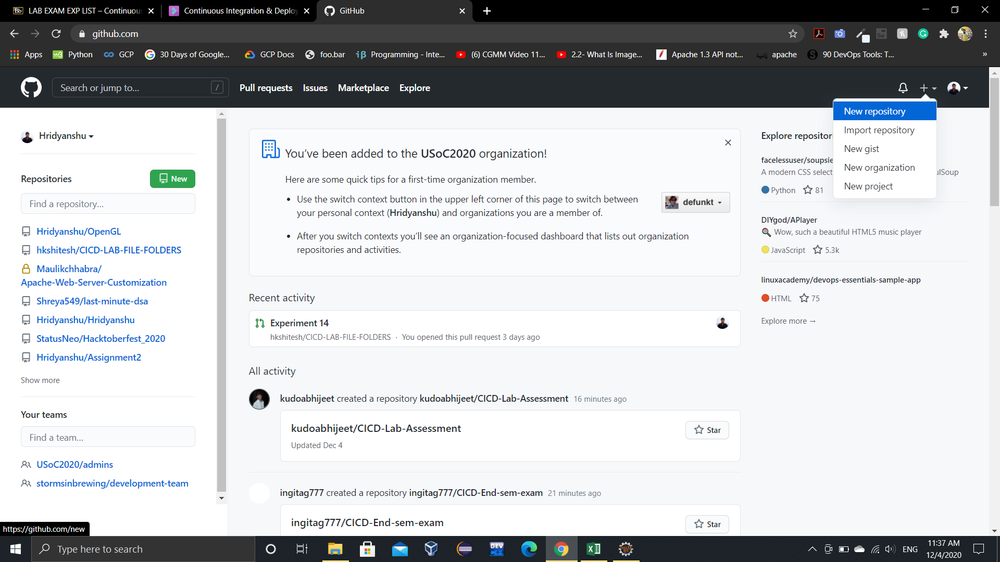 LAB EXAM EXP LIST – Continuous
Continuous Integration & Deploy
GitHub
github.com
Apps
Python
GCP
30 Days of Google...
GCP Docs
foo.bar
Programming - Inte...
(6) CGMM Video 11...
2.2- What Is Image...
Apache 1.3 API not...
apache
90 DevOps Tools: T...
»
Search or jump to...
/
Pull requests
Issues
Marketplace
Explore
New repository
Import repository
New gist
New organization
New project
Hridyanshu
Repositories
New
Find a repository...
Hridyanshu/OpenGL
hkshitesh/CICD-LAB-FILE-FOLDERS
Maulikchhabra/
Apache-Web-Server-Customization
Shreya549/last-minute-dsa
Hridyanshu/Hridyanshu
StatusNeo/Hacktoberfest_2020
Hridyanshu/Assignment2
Show more
Your teams
Find a team...
USoC2020/admins
stormsinbrewing/development-team
You’ve been added to the USoC2020 organization!
Here are some quick tips for a first-time organization member.
• Use the switch context button in the upper left corner of this page to switch between
your personal context (Hridyanshu) and organizations you are a member of.
defunkt
• After you switch contexts you’ll see an organization-focused dashboard that lists out organization
repositories and activities.
Recent activity
Experiment 14
hkshitesh/CICD-LAB-FILE-FOLDERS · You opened this pull request 3 days ago
All activity
kudoabhijeet created a repository kudoabhijeet/CICD-Lab-Assessment 16 minutes ago
kudoabhijeet/CICD-Lab-Assessment
Star
Updated Dec 4
ingitag777 created a repository ingitag777/CICD-End-sem-exam 21 minutes ago
ingitag777/CICD-End-sem-exam
Star
Explore repositori
facelessuser/soupsie
A modern CSS select ulSoup
Python 81
DIYgod/APlayer
Wow, such a beautiful HTML5 music player
JavaScript 5.3k
linuxacademy/devops-essentials-sample-app
HTML 75
Explore more →
https://github.com/new
Type here to search
DEV
C++
ENG
11:37 AM
12/4/2020